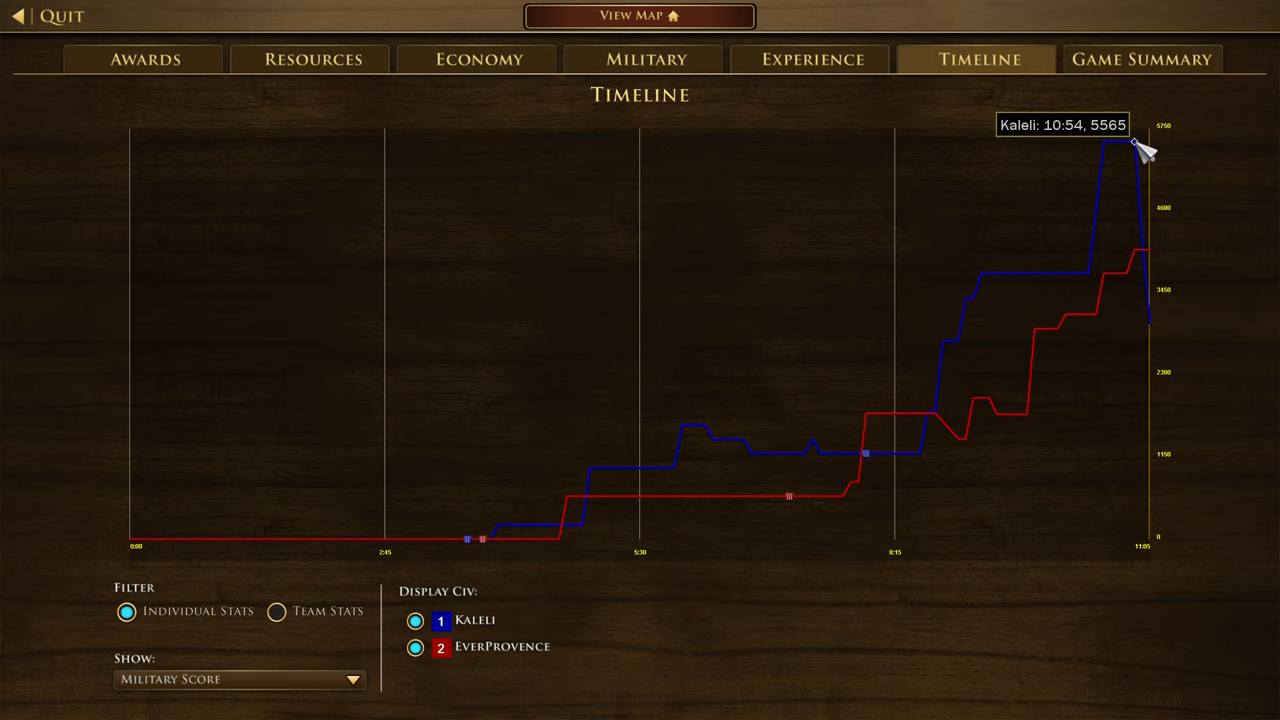 QUIT
VIEW MAP
AWARDS
RESOURCES
ECONOMY
MILITARY
EXPERIENCE
TIMELINE
GAME SUMMARY
TIMELINE
Kaleli: 10:54, 5565
5750
4600
3450
2300
1150
0
0:00
2:45
5:30
8:15
11:05
FILTER
INDIVIDUAL STATS
TEAM STATS
SHOW:
MILITARY SCORE
DISPLAY CIV:
1 KALELI
2 EVERPROVENCE